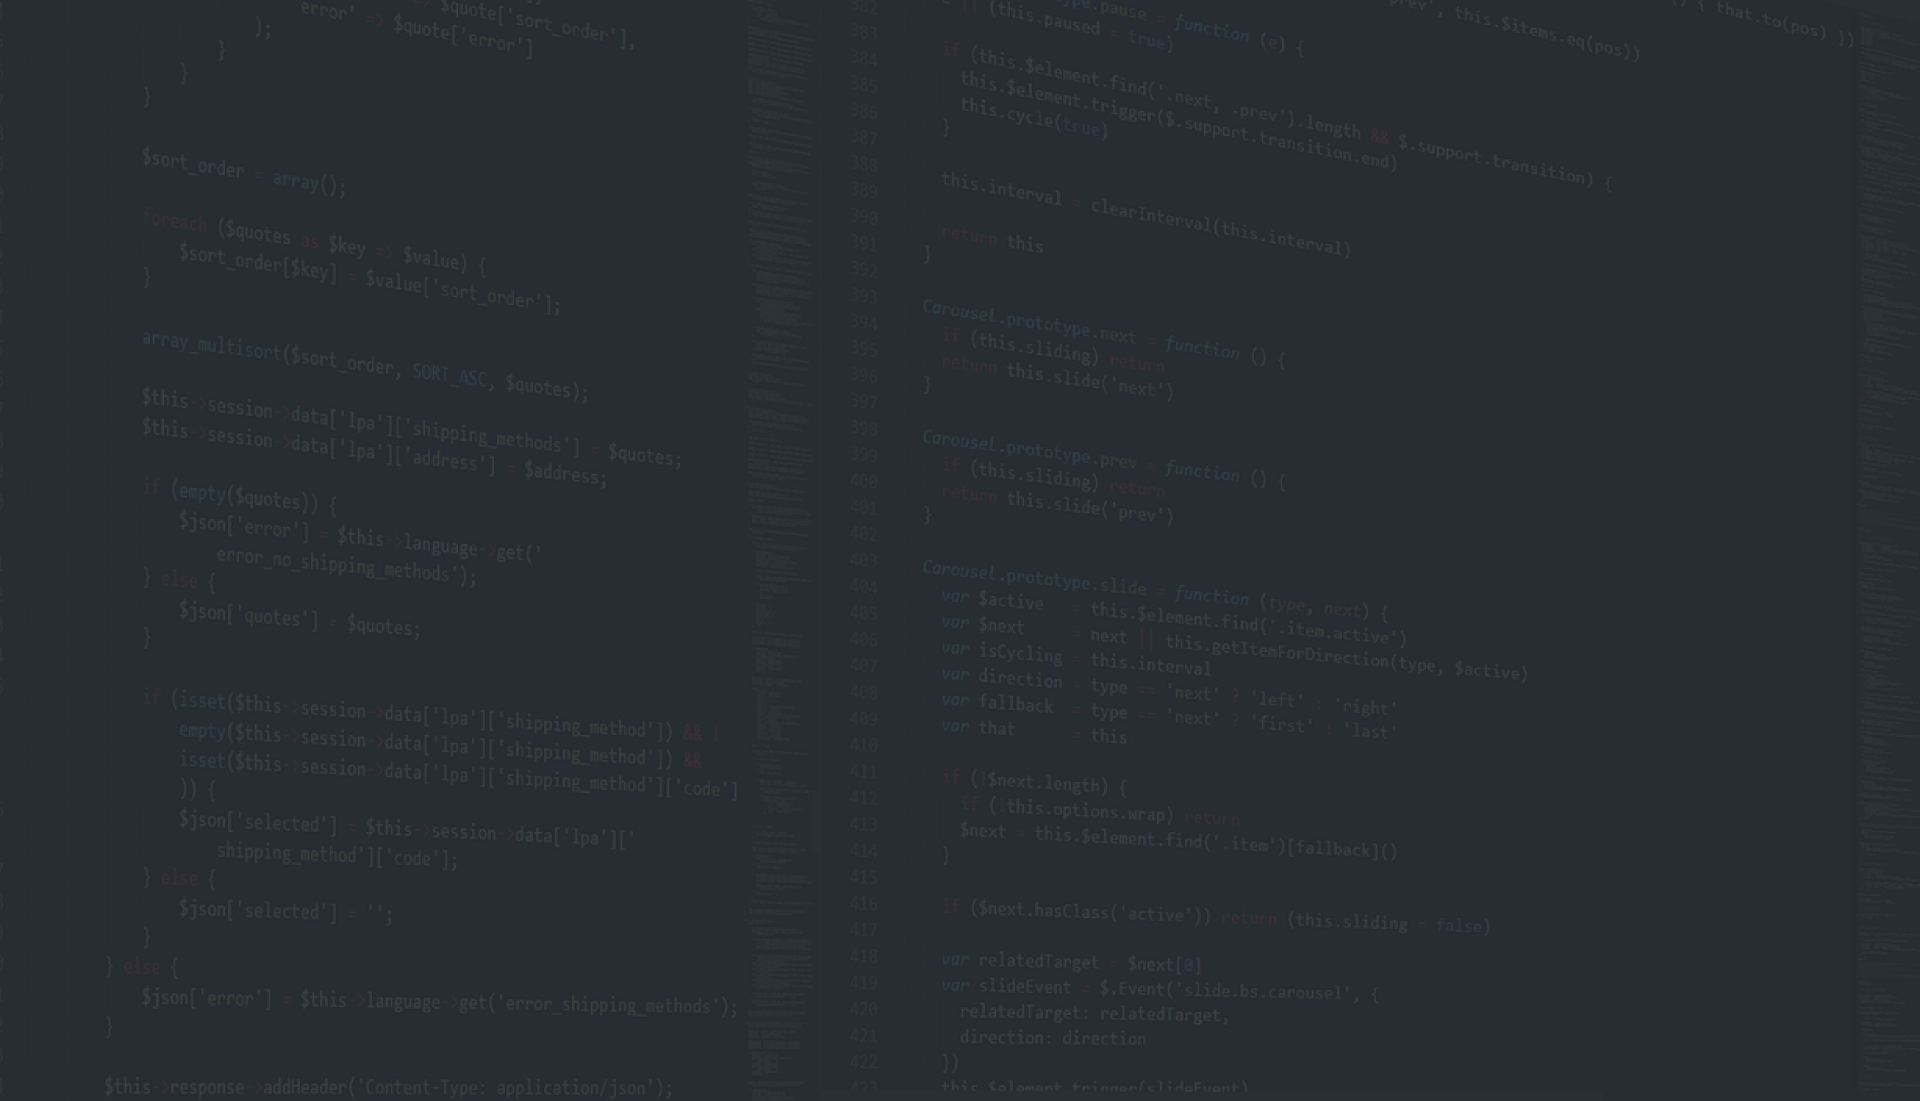 $quote['sort_order'],
error' => $quote['error']
);
}
}
}
$sort_order = array();
foreach ($quotes as $key => $value) {
$sort_order[$key] = $value['sort_order'];
}
array_multisort($sort_order, SORT_ASC, $quotes);
$this->session->data['lpa']['shipping_methods'] = $quotes;
$this->session->data['lpa']['address'] = $address;
if (empty($quotes)) {
$json['error'] = $this->language->get('
error_no_shipping_methods');
} else {
$json['quotes'] = $quotes;
}
if (isset($this->session->data['lpa']['shipping_method']) && !
empty($this->session->data['lpa']['shipping_method']) &&
isset($this->session->data['lpa']['shipping_method']['code']
)) {
$json['selected'] = $this->session->data['lpa']['
shipping_method']['code'];
} else {
$json['selected'] = '';
}
} else {
$json['error'] = $this->language->get('error_shipping_methods');
}
$this->response->addHeader('Content-Type: application/json');
prev', this.$items.eq(pos))
() { that.to(pos) })
382 type.pause = function (e) {
383 || (this.paused = true)
384 if (this.$element.find('.next, .prev').length && $.support.transition) {
385 this.$element.trigger($.support.transition.end)
386 this.cycle(true)
387 }
388
389 this.interval = clearInterval(this.interval)
390
391 return this
392 }
393
394 Carousel.prototype.next = function () {
395 if (this.sliding) return
396 return this.slide('next')
397 }
398
399 Carousel.prototype.prev = function () {
400 if (this.sliding) return
401 return this.slide('prev')
402 }
403
404 Carousel.prototype.slide = function (type, next) {
405 var $active = this.$element.find('.item.active')
406 var $next = next || this.getItemForDirection(type, $active)
407 var isCycling = this.interval
408 var direction = type == 'next' ? 'left' : 'right'
409 var fallback = type == 'next' ? 'first' : 'last'
410 var that = this
411
412 if (!$next.length) {
413 if (!this.options.wrap) return
414 $next = this.$element.find('.item')[fallback]()
415 }
416 if ($next.hasClass('active')) return (this.sliding = false)
417
418 var relatedTarget = $next[0]
419 var slideEvent = $.Event('slide.bs.carousel', {
420 relatedTarget: relatedTarget,
421 direction: direction
422 })
423 this.$element.trigger(slideEvent)